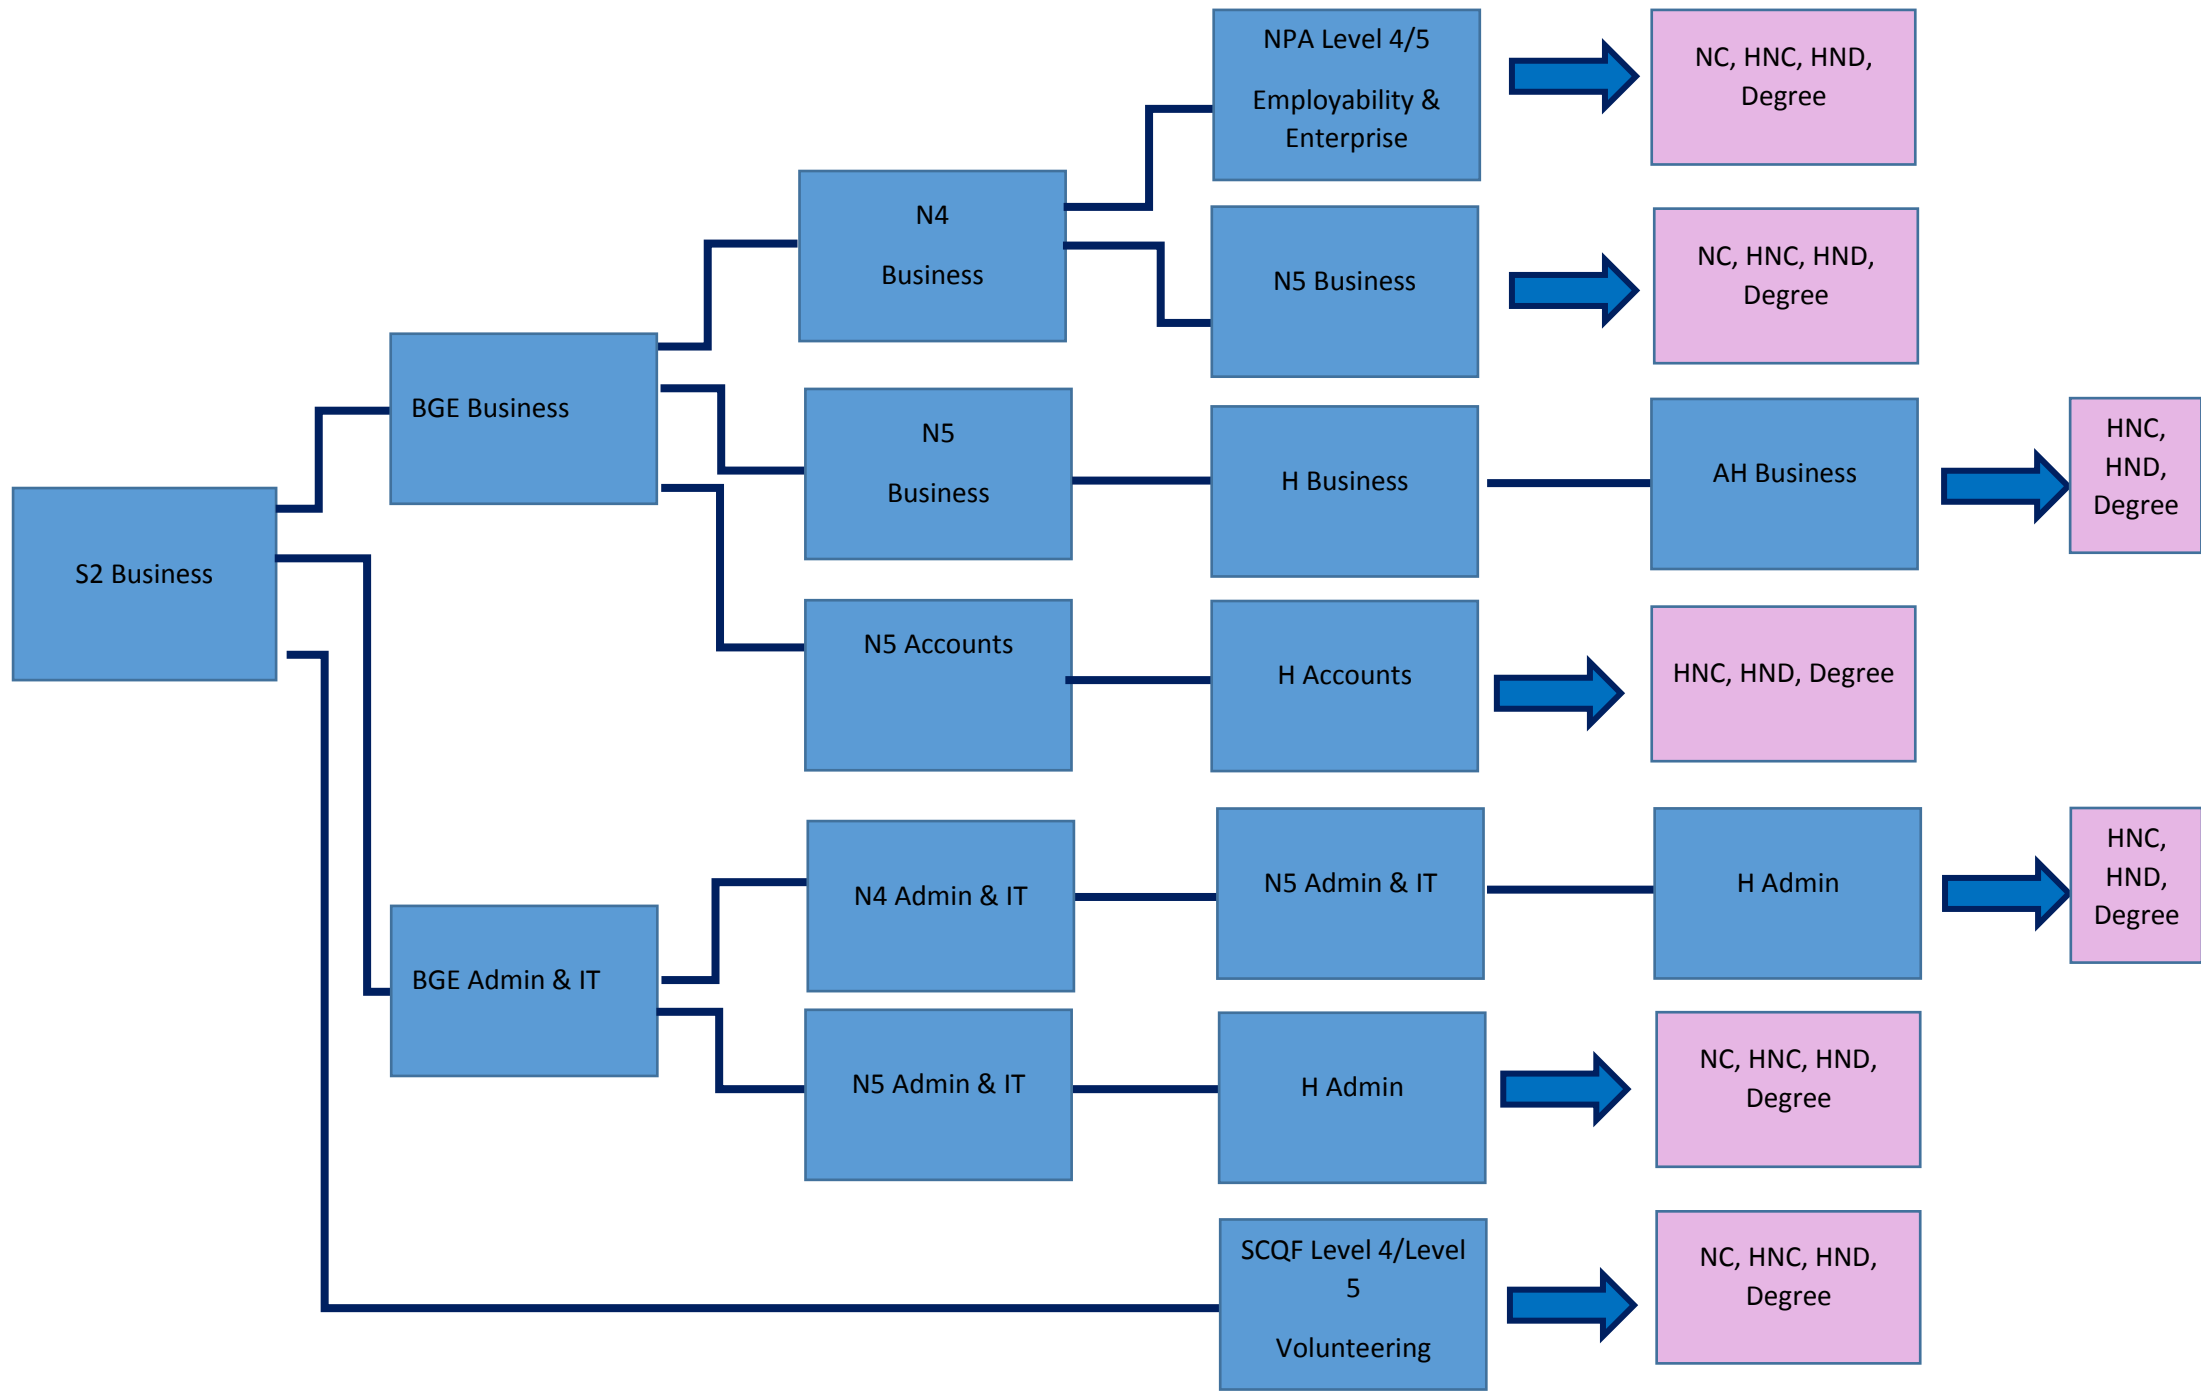 NPA Level 4/5
Employability &
Enterprise
NC, HNC, HND,
Degree
N4
Business
N5 Business
NC, HNC, HND,
Degree
BGE Business
N5
Business
H Business
AH Business
HNC,
HND,
Degree
S2 Business
N5 Accounts
H Accounts
HNC, HND, Degree
N4 Admin & IT
N5 Admin & IT
H Admin
HNC,
HND,
Degree
BGE Admin & IT
N5 Admin & IT
H Admin
NC, HNC, HND,
Degree
SCQF Level 4/Level
5
Volunteering
NC, HNC, HND,
Degree